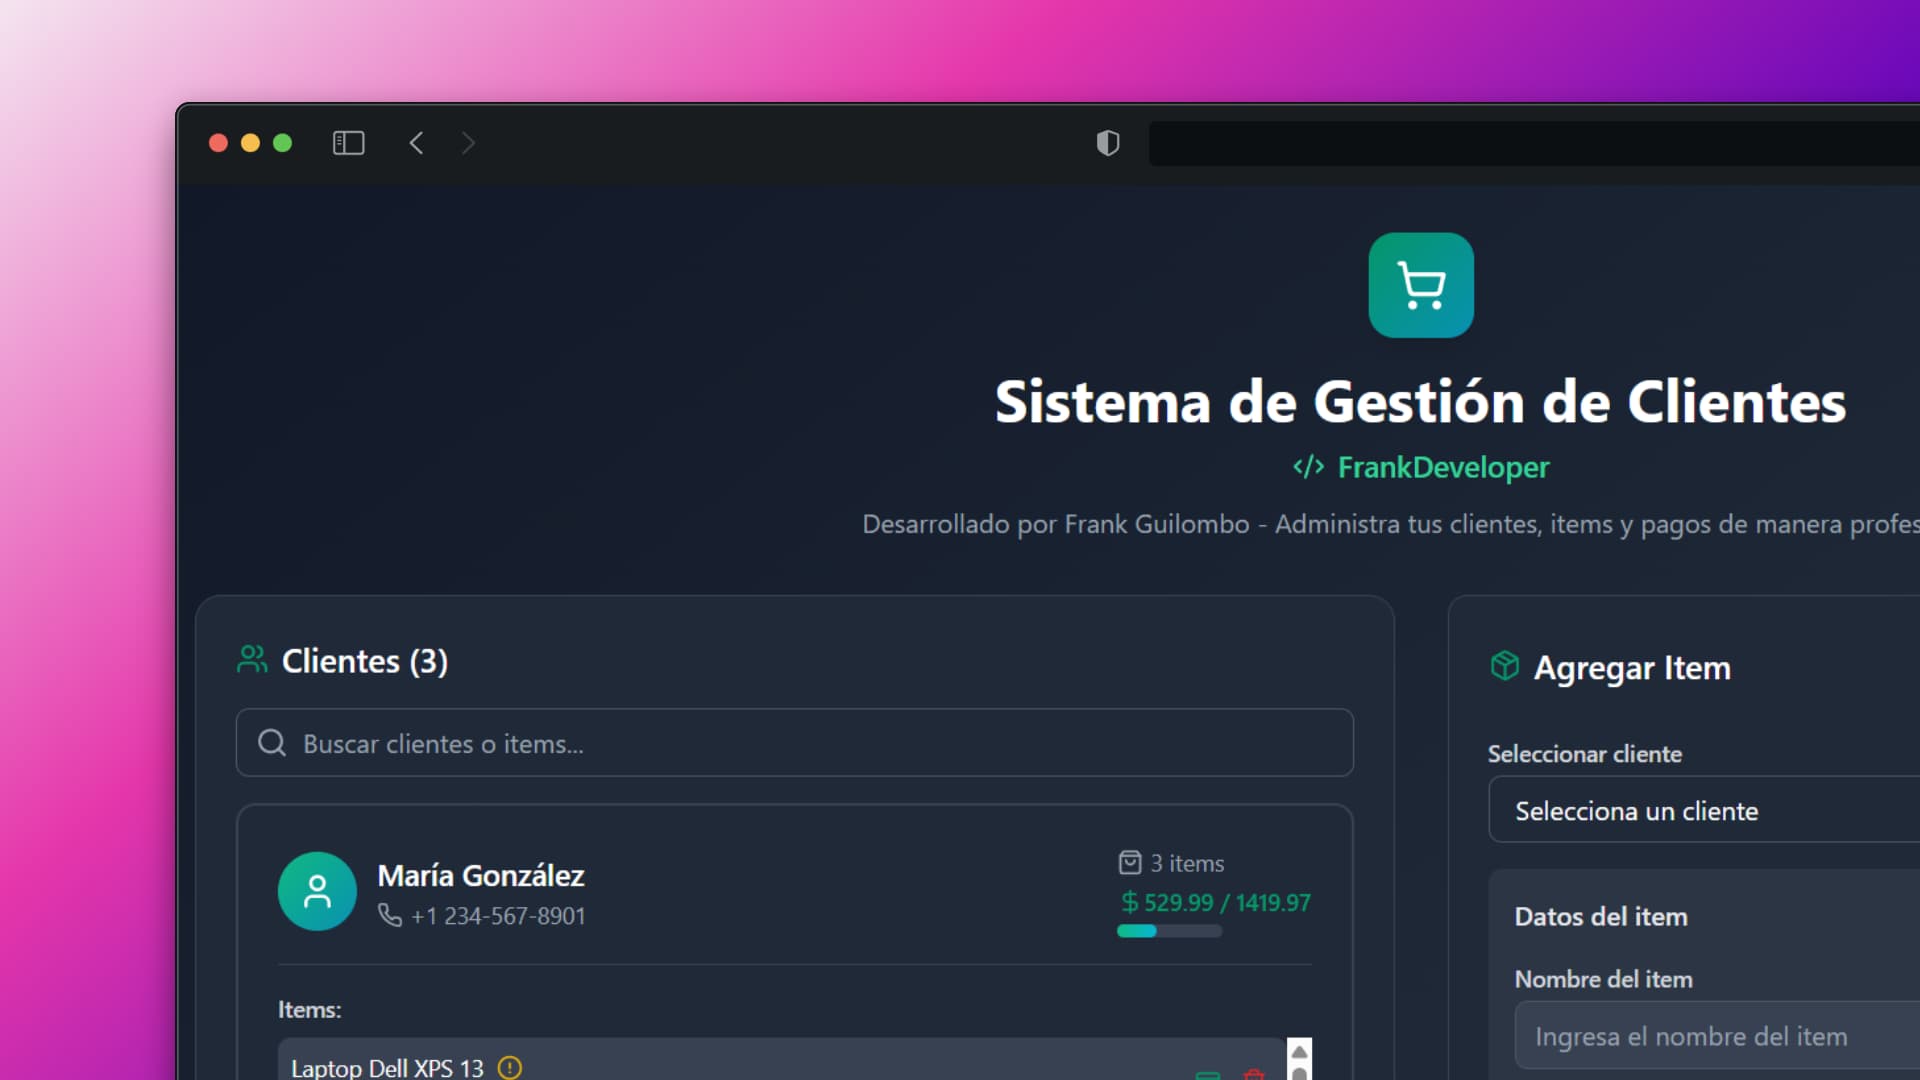 Sistema de Gestión de Clientes
</> FrankDeveloper
Desarrollado por Frank Guilombo - Administra tus clientes, items y pagos de manera
Clientes (3)
Buscar clientes o items...
María González
+1 234-567-8901
3 items
$ 529.99 / 1419.97
Items:
Laptop Dell XPS 13
Agregar Item
Seleccionar cliente
Selecciona un cliente
Datos del item
Nombre del item
Ingresa el nombre del item